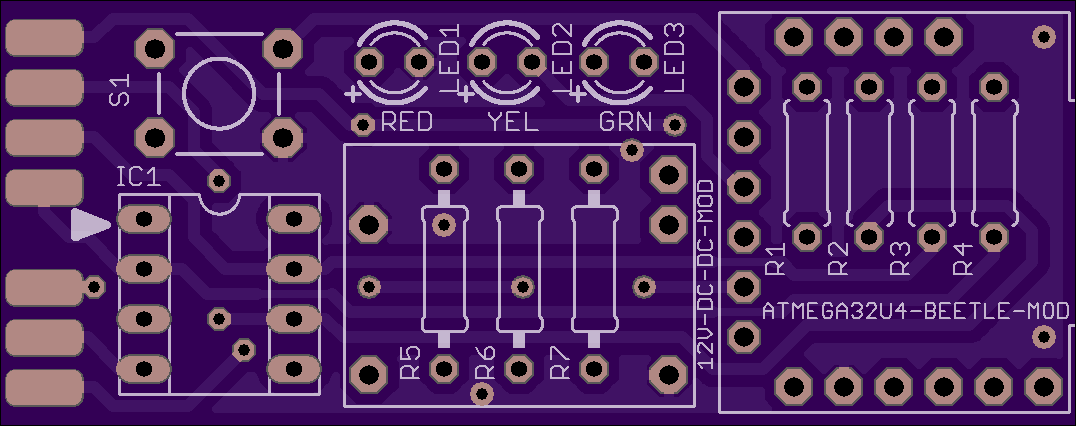 S1
LED1
LED2
LED3
RED
YEL
GRN
IC1
12V-DC-DC-MOD
R1
R2
R3
R4
ATMEGA32U4-BEETLE-MOD
R5
R6
R7